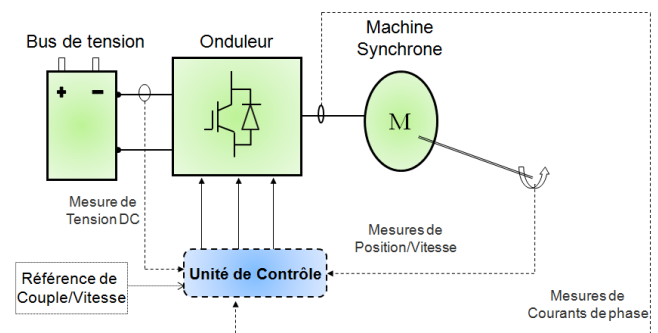 Bus de tension
Onduleur
Machine
Synchrone
+ -
M
Mesure de
Tension DC
Mesures de
Position/Vitesse
Unité de Contrôle
Référence de
Couple/Vitesse
Mesures de
Courants de phase